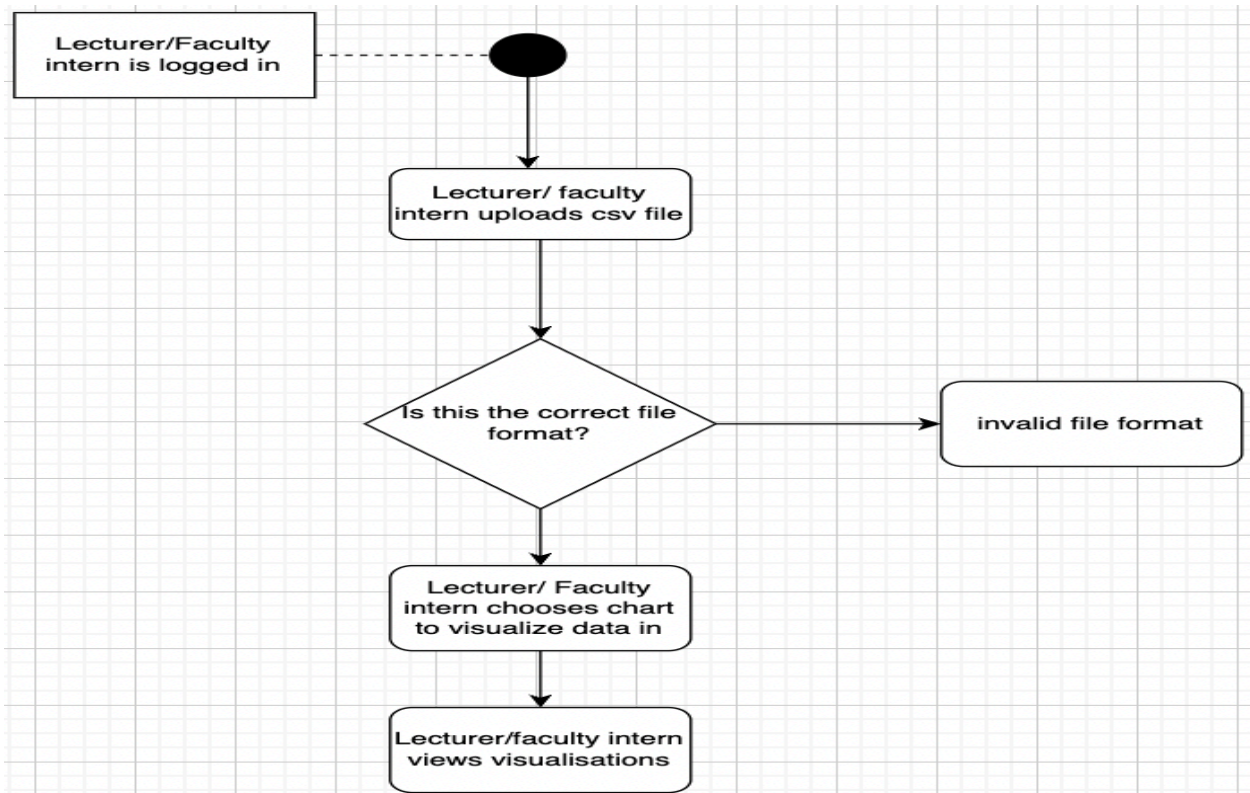 Lecturer/Faculty
intern is logged in
Lecturer/ faculty
intern uploads csv file
Is this the correct file
format?
invalid file format
Lecturer/ Faculty
intern chooses chart
to visualize data in
Lecturer/faculty intern
views visualisations